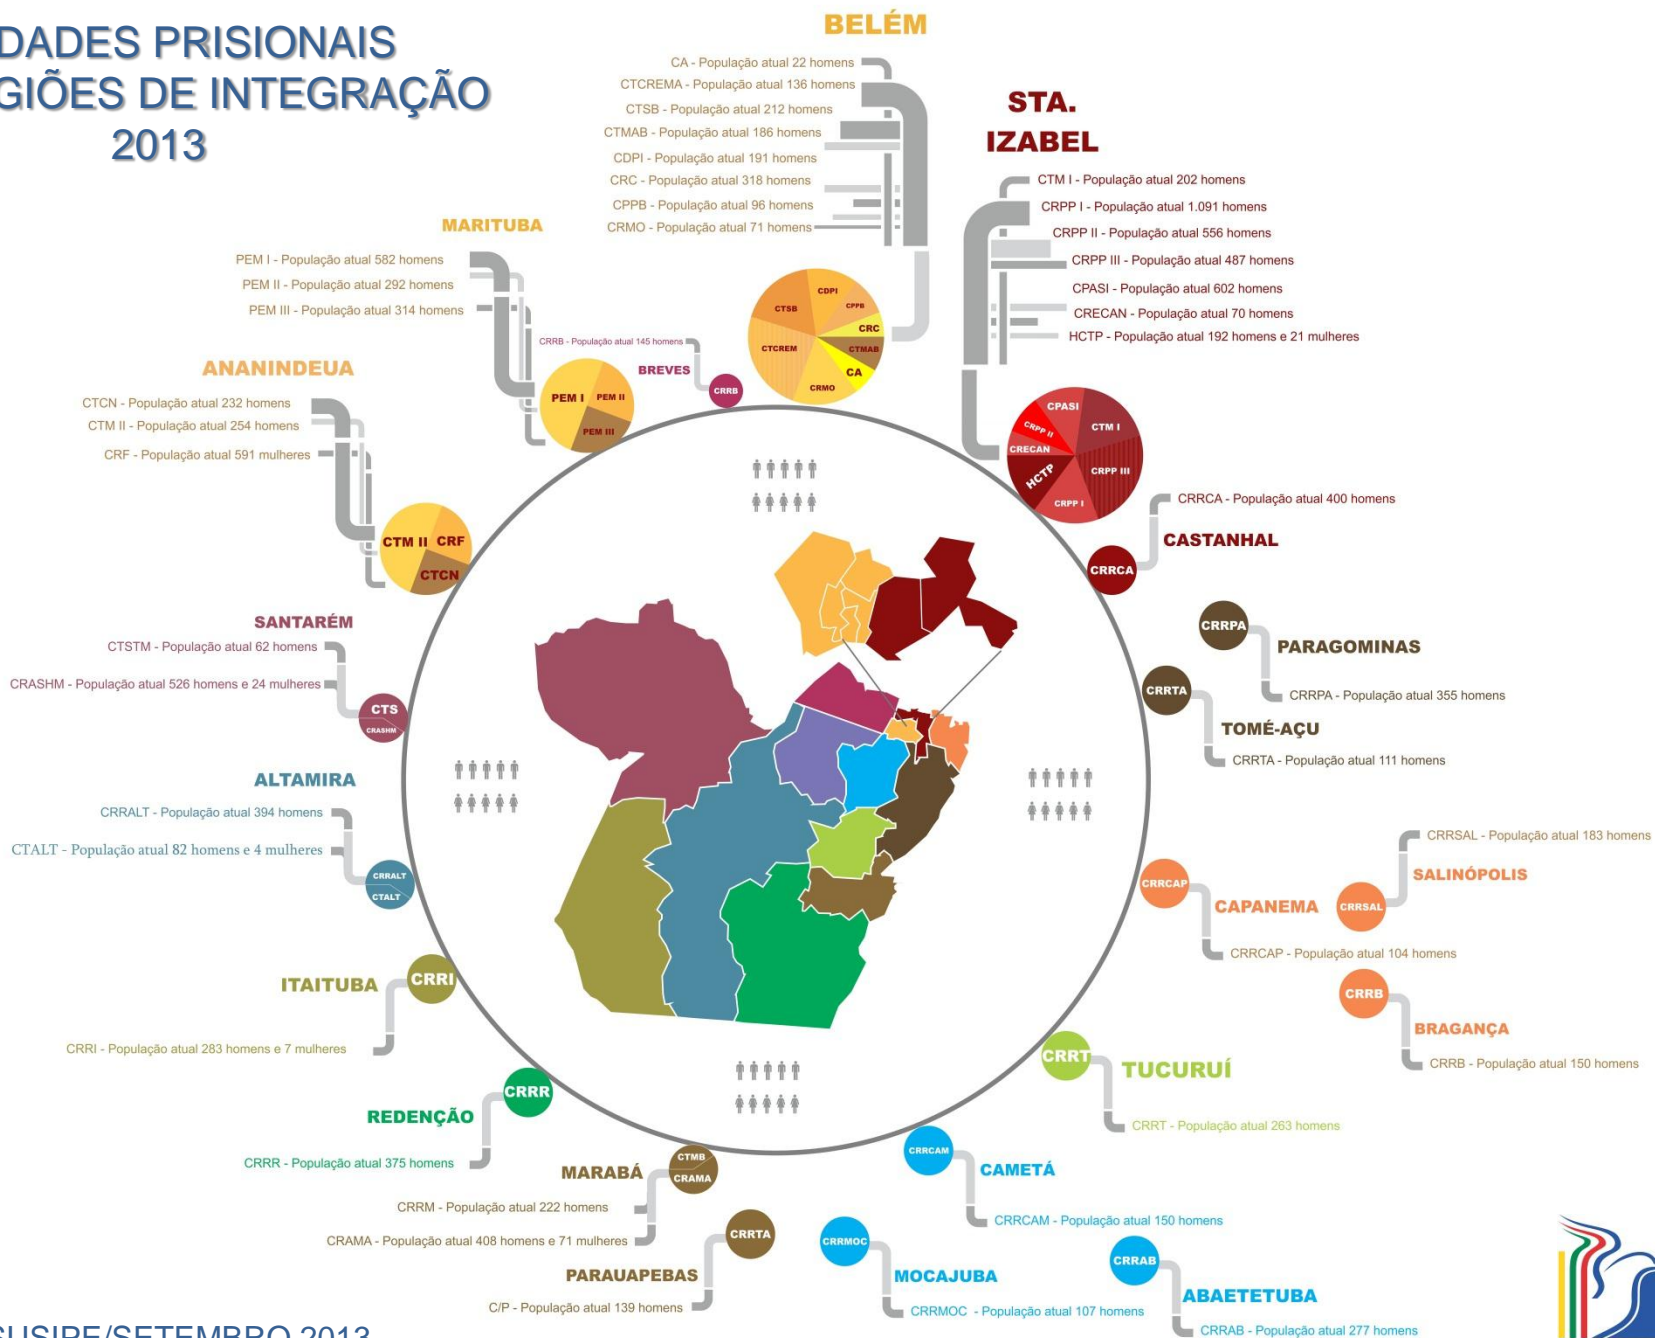 DADES PRISIONAIS
GIÕES DE INTEGRAÇÃO
2013
BELÉM
CA - População atual 22 homens
CTCREMA - População atual 136 homens
CTSB - População atual 212 homens
CTMAB - População atual 186 homens
CDPI - População atual 191 homens
CRC - População atual 318 homens
CPPB - População atual 96 homens
CRMO - População atual 71 homens
CDPI
CPPB
CRC
CTMAB
CA
CRMO
CTCREM
CTSB
STA.
IZABEL
CTM I - População atual 202 homens
CRPP I - População atual 1.091 homens
CRPP II - População atual 556 homens
CRPP III - População atual 487 homens
CPASI - População atual 602 homens
CRECAN - População atual 70 homens
HCTP - População atual 192 homens e 21 mulheres
CPASI
CTM I
CRPP III
CRPP I
HCTP
CRECAN
CRPP II
MARITUBA
PEM I - População atual 582 homens
PEM II - População atual 292 homens
PEM III - População atual 314 homens
PEM I
PEM II
PEM III
CRRB - População atual 145 homens
BREVES
CRRB
ANANINDEUA
CTCN - População atual 232 homens
CTM II - População atual 254 homens
CRF - População atual 591 mulheres
CTM II
CRF
CTCN
CRRCA - População atual 400 homens
CASTANHAL
CRRCA
CRRPA
PARAGOMINAS
CRRPA - População atual 355 homens
CRRTA
TOMÉ-AÇU
CRRTA - População atual 111 homens
SANTARÉM
CTSTM - População atual 62 homens
CRASHM - População atual 526 homens e 24 mulheres
CTS
CRASHM
ALTAMIRA
CRRALT - População atual 394 homens
CTALT - População atual 82 homens e 4 mulheres
CRRALT
CTALT
CRRSAL - População atual 183 homens
SALINÓPOLIS
CRRSAL
CRRCAP
CAPANEMA
CRRCAP - População atual 104 homens
CRRB
BRAGANÇA
CRRB - População atual 150 homens
ITAITUBA
CRRI
CRRI - População atual 283 homens e 7 mulheres
CRRT
TUCURUÍ
CRRT - População atual 263 homens
CRRR
REDENÇÃO
CRRR - População atual 375 homens
MARABÁ
CTMB
CRAMA
CRRM - População atual 222 homens
CRAMA - População atual 408 homens e 71 mulheres
CRRTA
PARAUAPEBAS
C/P - População atual 139 homens
CRRCAM
CAMETÁ
CRRCAM - População atual 150 homens
CRRMOC
MOCAJUBA
CRRMOC - População atual 107 homens
CRRAB
ABAETETUBA
CRRAB - População atual 277 homens
SUSIPE/SETEMBRO 2013